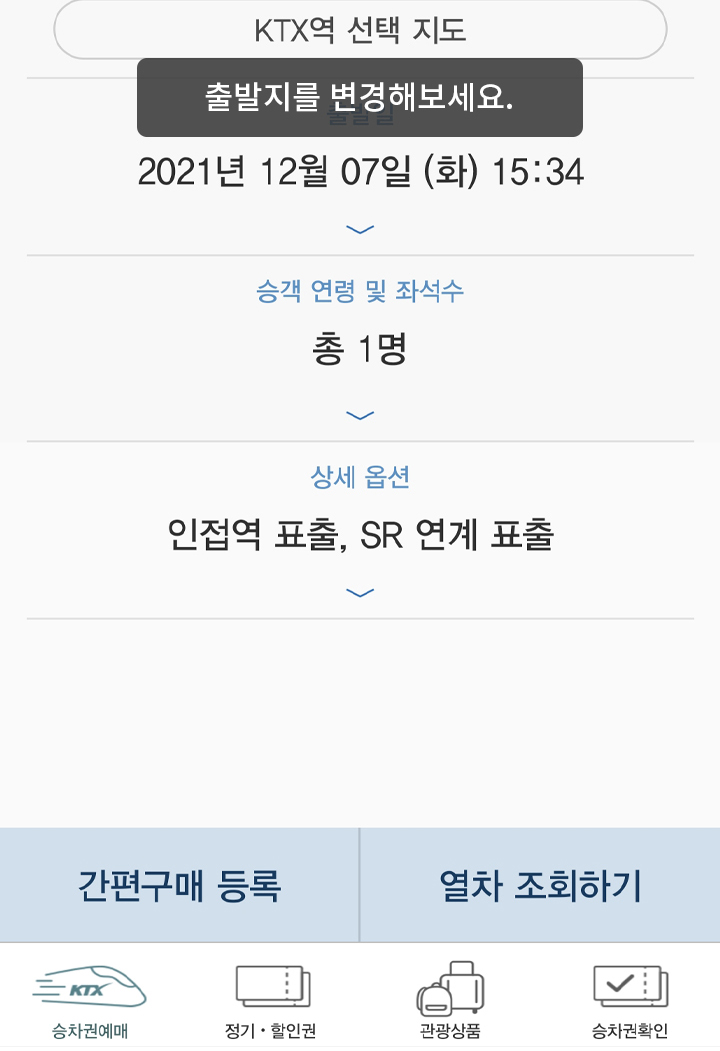 KTX역 선택 지도
출발지를 변경해보세요.
출발일
2021년 12월 07일 (화) 15:34
승객 연령 및 좌석수
총 1명
상세 옵션
인접역 표출, SR 연계 표출
간편구매 등록
열차 조회하기
KTX
승차권예매
정기·할인권
관광상품
승차권확인